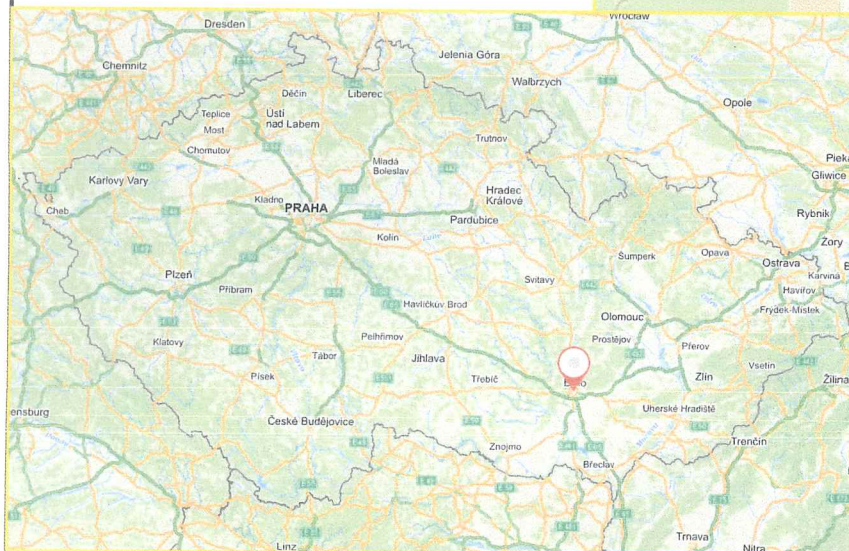 Wrocław
Dresden
Jelenia Góra
Chemnitz
Wałbrzych
Děčín
Liberec
Opole
Teplice
Ústí
nad Labem
Most
Trutnov
Chomutov
Mladá
Boleslav
Piek
Gliwice
Karlovy Vary
Hradec
Králové
Kladno
PRAHA
Cheb
Rybnik
Pardubice
Kolín
Żory
Šumperk
Opava
Ostrava
Plzeň
Karviná
Svitavy
Příbram
Havířov
Havlíčkův Brod
Frýdek-Místek
Olomouc
Klatovy
Pelhřimov
Prostějov
Přerov
Tábor
Jihlava
Vsetín
Písek
Třebíč
Zlín
Žilina
ensburg
Uherské Hradiště
České Budějovice
Trenčín
Znojmo
Břeclav
Trnava
Linz
Nitra